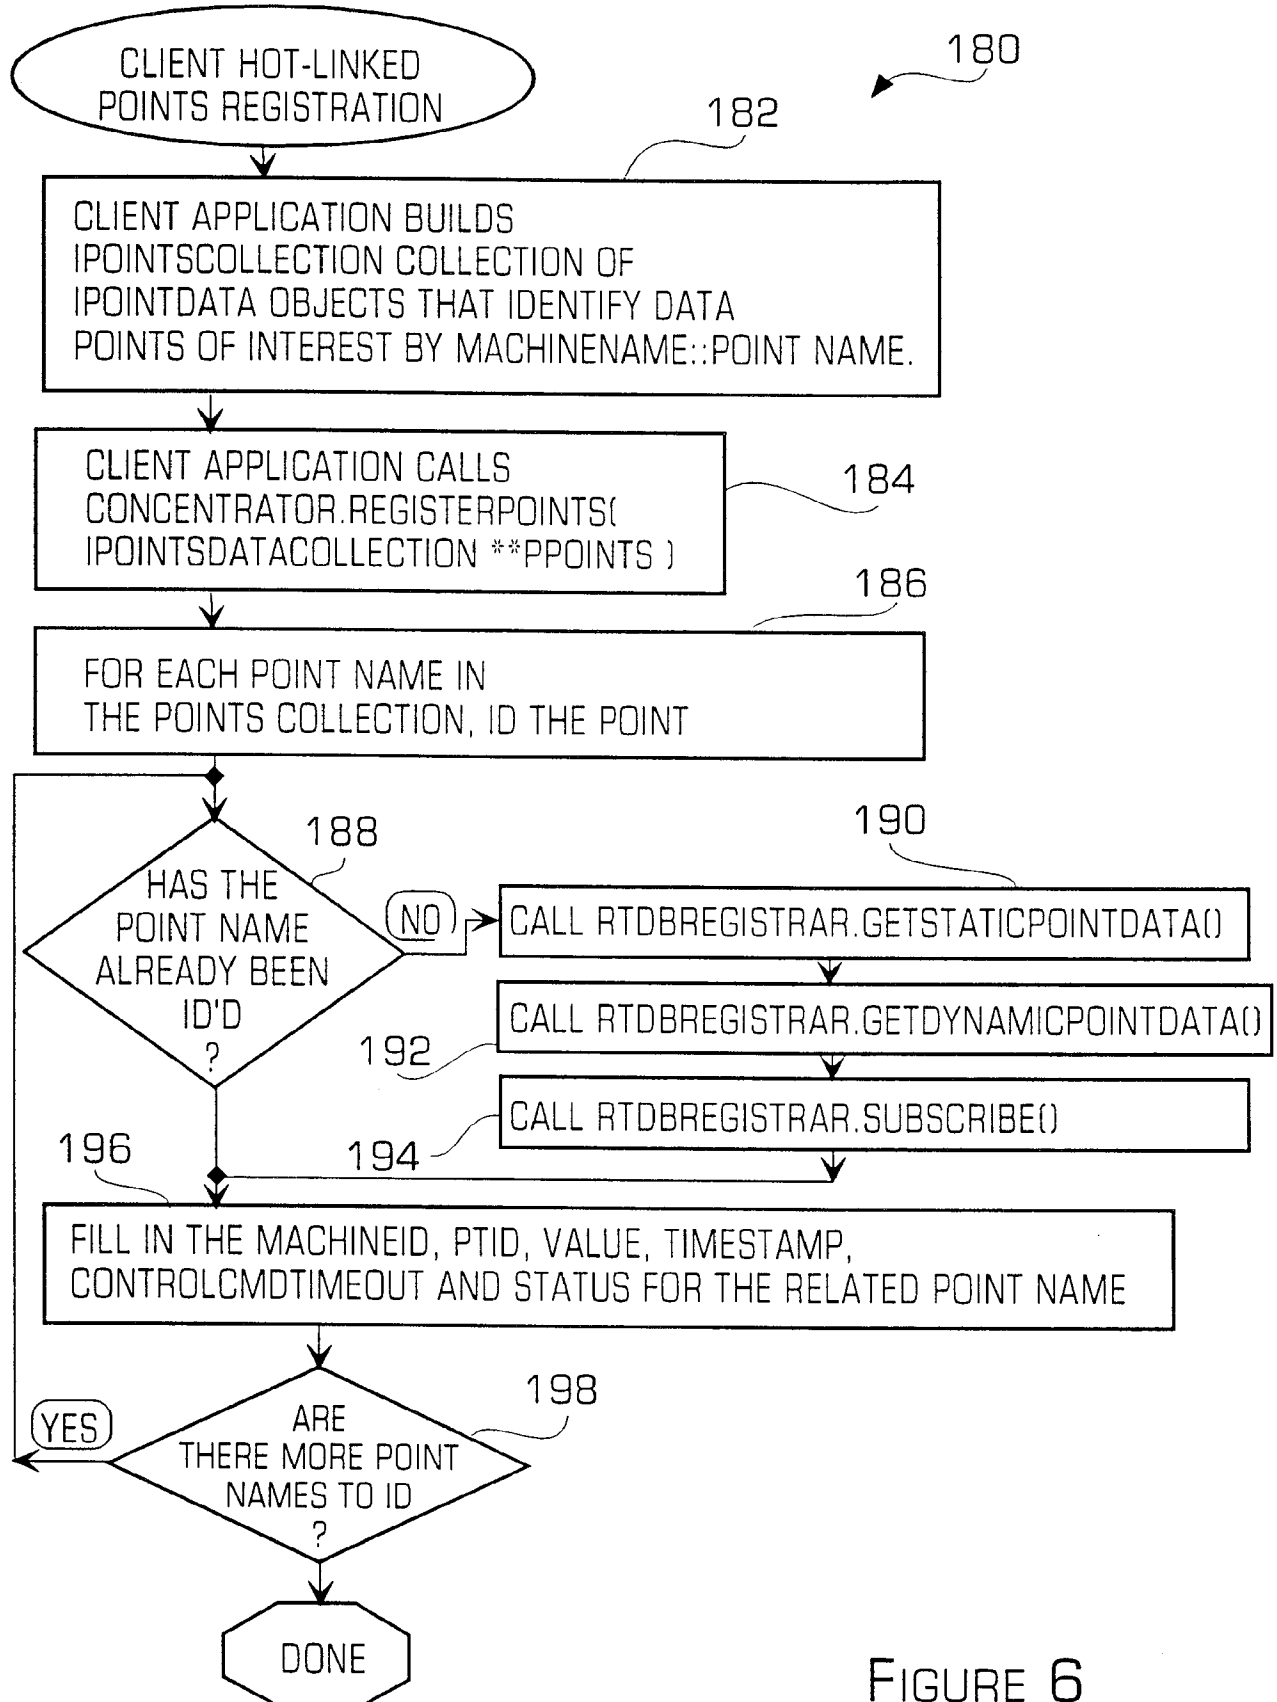 CLIENT HOT-LINKED
POINTS REGISTRATION
180
182
CLIENT APPLICATION BUILDS
IPOINTSCOLLECTION COLLECTION OF
IPOINTDATA OBJECTS THAT IDENTIFY DATA
POINTS OF INTEREST BY MACHINENAME::POINT NAME.
CLIENT APPLICATION CALLS
CONCENTRATOR.REGISTERPOINTS(
IPOINTSDATACOLLECTION **PPOINTS )
184
186
FOR EACH POINT NAME IN
THE POINTS COLLECTION, ID THE POINT
188
HAS THE
POINT NAME
ALREADY BEEN
ID'D
?
NO
190
CALL RTDBREGISTRAR.GETSTATICPOINTDATA()
CALL RTDBREGISTRAR.GETDYNAMICPOINTDATA()
192
CALL RTDBREGISTRAR.SUBSCRIBE()
194
196
FILL IN THE MACHINEID, PTID, VALUE, TIMESTAMP,
CONTROLCMDTIMEOUT AND STATUS FOR THE RELATED POINT NAME
198
ARE
THERE MORE POINT
NAMES TO ID
?
YES
DONE
FIGURE 6